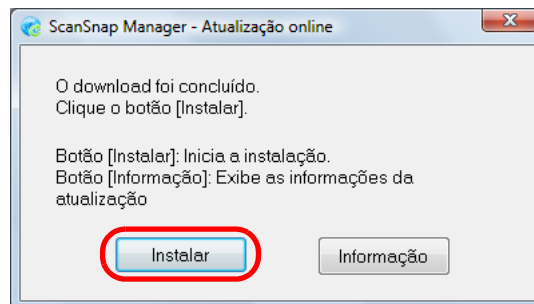 ScanSnap Manager - Atualização online
O download foi concluído.
Clique o botão [Instalar].
Botão [Instalar]: Inicia a instalação.
Botão [Informação]: Exibe as informações da
atualização
Instalar
Informação